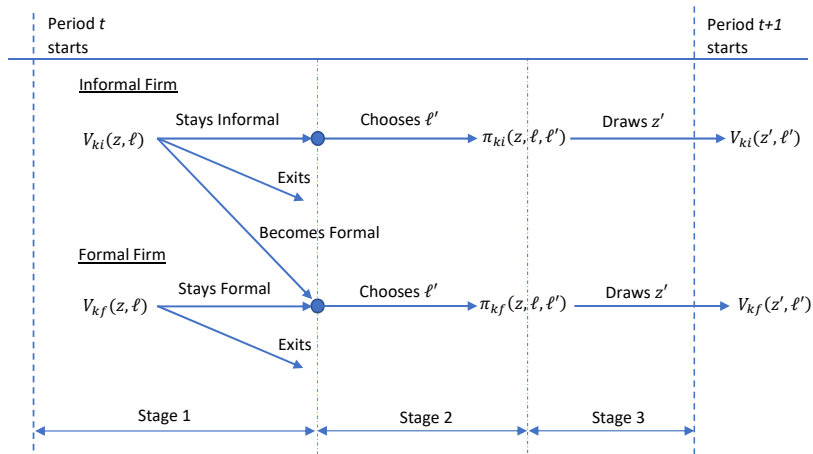 Period t
starts
Period t+1
starts
Informal Firm
Stays Informal
Chooses ℓ′
Draws z′
V_{ki}(z, ℓ)
π_{ki}(z, ℓ, ℓ′)
V_{ki}(z′, ℓ′)
Exits
Becomes Formal
Formal Firm
Stays Formal
Chooses ℓ′
Draws z′
V_{kf}(z, ℓ)
π_{kf}(z, ℓ, ℓ′)
V_{kf}(z′, ℓ′)
Exits
Stage 1
Stage 2
Stage 3